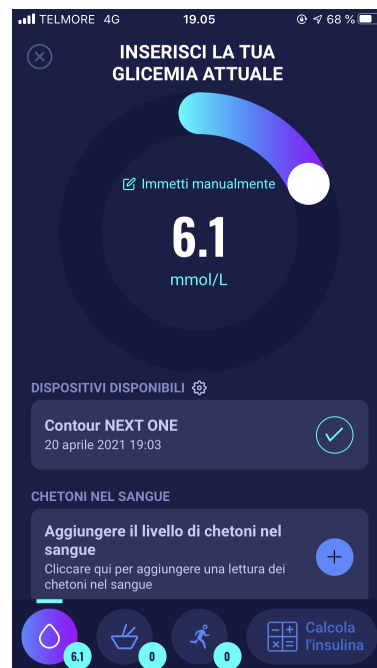 TELMORE 4G 19.05 68 %
INSERISCI LA TUA
GLICEMIA ATTUALE
Immetti manualmente
6.1
mmol/L
DISPOSITIVI DISPONIBILI
Contour NEXT ONE
20 aprile 2021 19:03
CHETONI NEL SANGUE
Aggiungere il livello di chetoni nel
sangue
Cliccare qui per aggiungere una lettura dei
chetoni nel sangue
6.1
0
0
Calcola
l'insulina